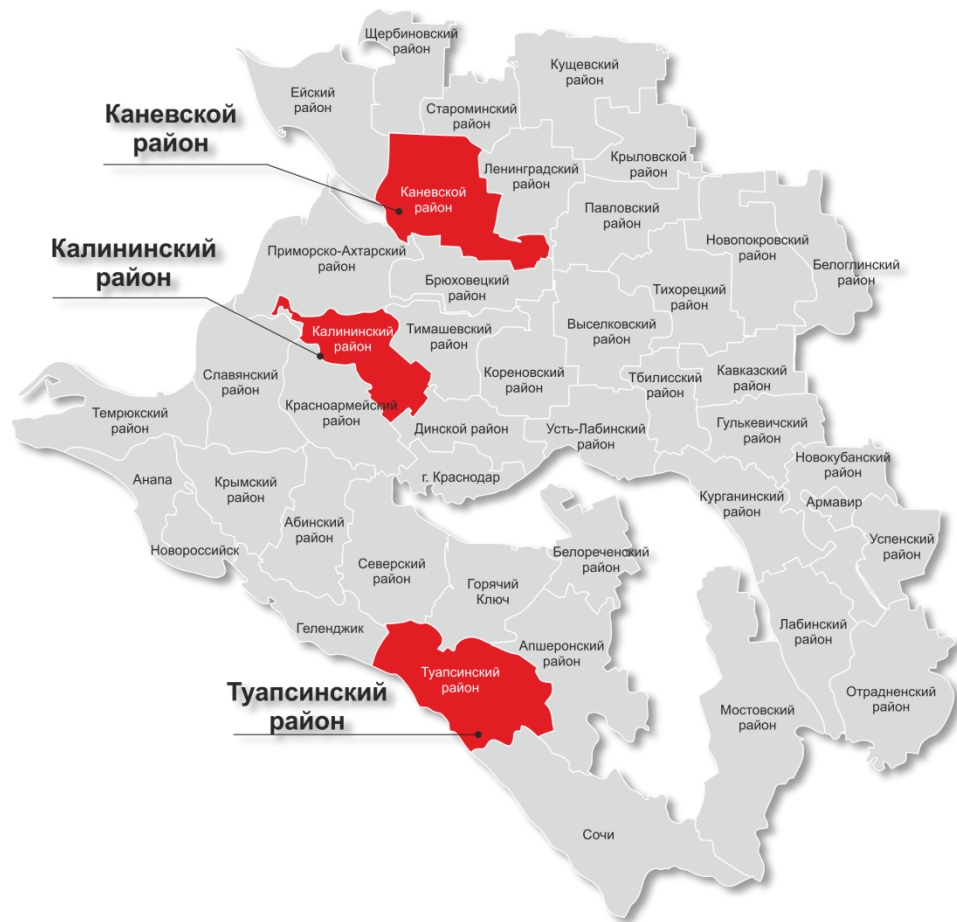 Щербиновский
район
Кущевский
район
Ейский
район
Староминский
район
Каневской
район
Крыловской
район
Ленинградский
район
Каневской
район
Павловский
район
Новопокровский
район
Калининский
район
Приморско-Ахтарский
район
Белоглинский
район
Брюховецкий
район
Тихорецкий
район
Калининский
район
Тимашевский
район
Выселковский
район
Славянский
район
Кореновский
район
Тбилисский
район
Кавказский
район
Темрюкский
район
Красноармейский
район
Динской район
Усть-Лабинский
район
Гулькевичский
район
Новокубанский
район
Анапа
Крымский
район
г. Краснодар
Курганинский
район
Армавир
Абинский
район
Успенский
район
Новороссийск
Северский
район
Белореченский
район
Горячий
Ключ
Геленджик
Апшеронский
район
Лабинский
район
Туапсинский
район
Туапсинский
район
Отрадненский
район
Мостовский
район
Сочи